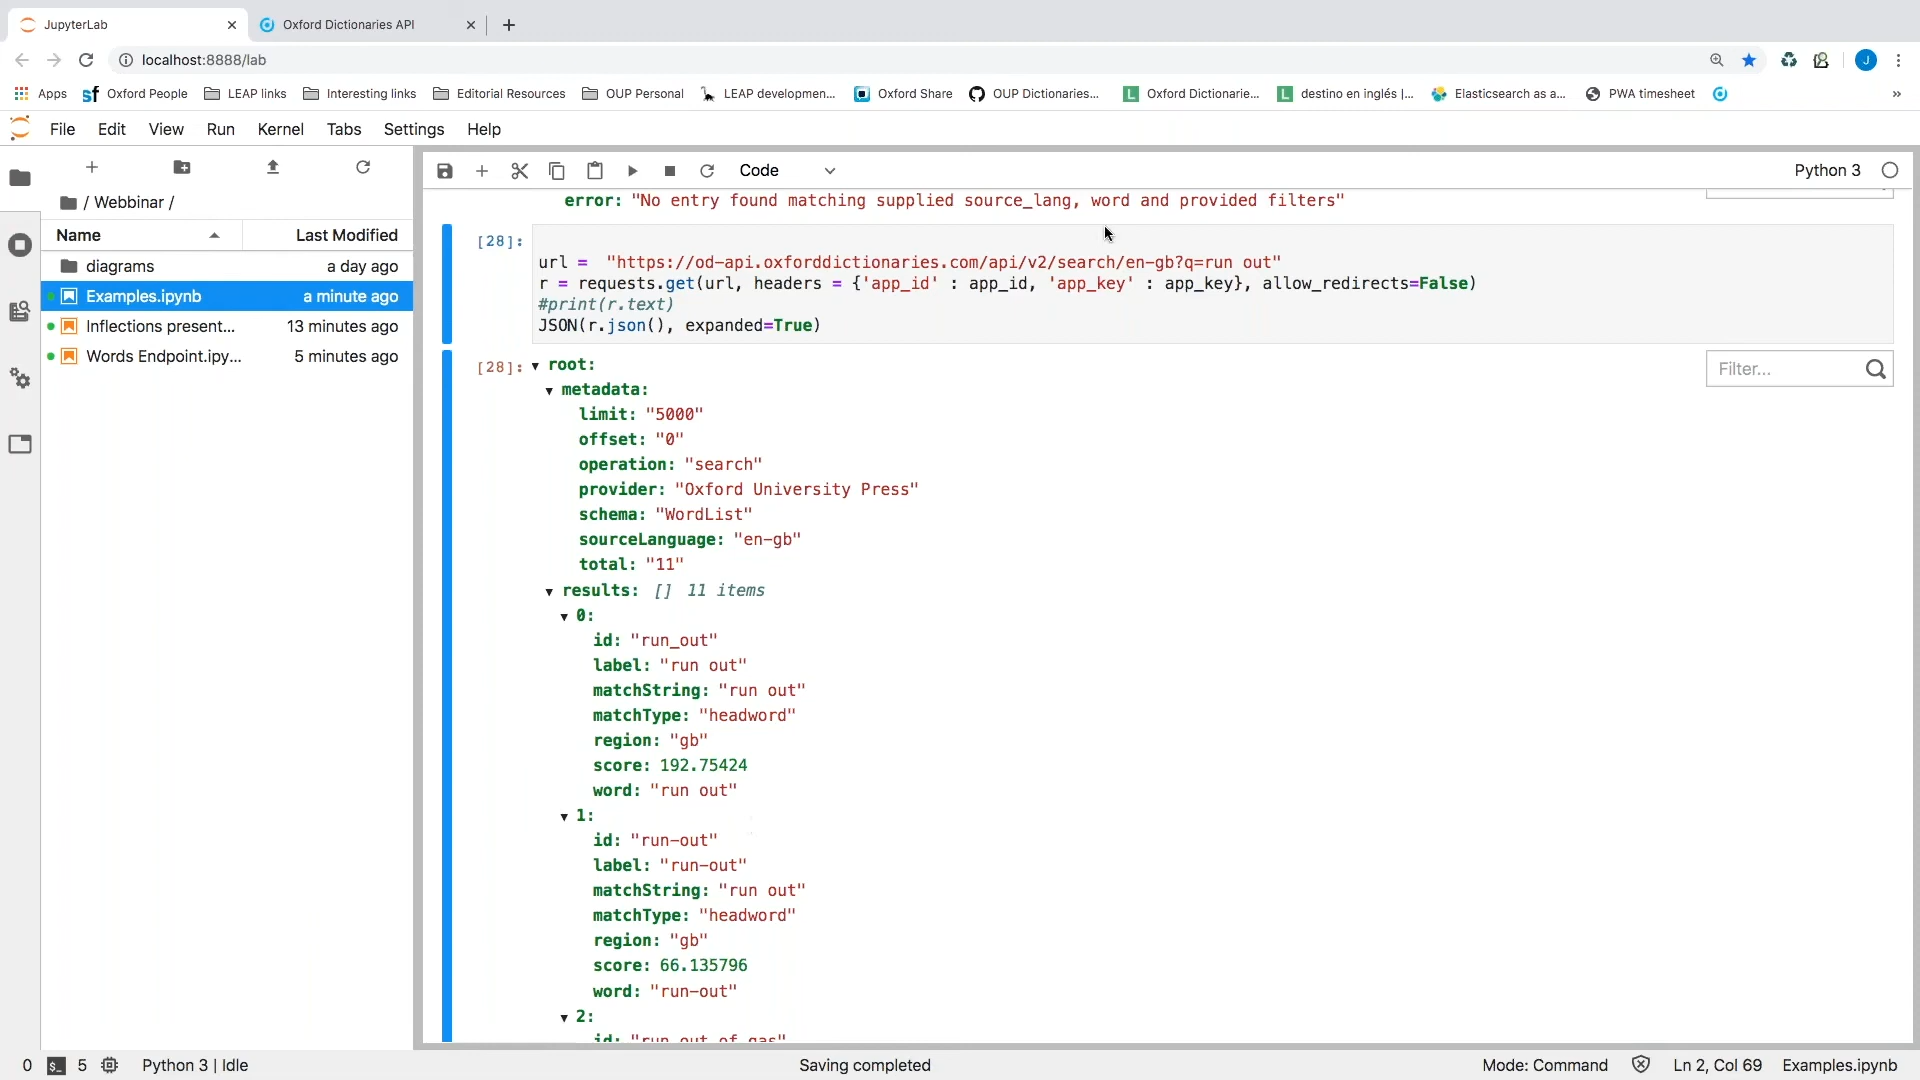 JupyterLab
Oxford Dictionaries API
localhost:8888/lab
J
Apps
sf Oxford People
LEAP links
Interesting links
Editorial Resources
OUP Personal
LEAP developmen...
Oxford Share
OUP Dictionaries...
L Oxford Dictionarie...
L destino en inglés |...
Elasticsearch as a...
PWA timesheet
»
File Edit View Run Kernel Tabs Settings Help
/ Webbinar /
Name Last Modified
diagrams a day ago
Examples.ipynb a minute ago
Inflections present... 13 minutes ago
Words Endpoint.ipy... 5 minutes ago
Code
Python 3
error: "No entry found matching supplied source_lang, word and provided filters"
[28]:
url = "https://od-api.oxforddictionaries.com/api/v2/search/en-gb?q=run out"
r = requests.get(url, headers = {'app_id' : app_id, 'app_key' : app_key}, allow_redirects=False)
#print(r.text)
JSON(r.json(), expanded=True)
[28]: ▼ root:
Filter...
▼ metadata:
limit: "5000"
offset: "0"
operation: "search"
provider: "Oxford University Press"
schema: "WordList"
sourceLanguage: "en-gb"
total: "11"
▼ results: [] 11 items
▼ 0:
id: "run_out"
label: "run out"
matchString: "run out"
matchType: "headword"
region: "gb"
score: 192.75424
word: "run out"
▼ 1:
id: "run-out"
label: "run-out"
matchString: "run out"
matchType: "headword"
region: "gb"
score: 66.135796
word: "run-out"
▼ 2:
id: "run_out_of_gas"
0 $_ 5 Python 3 | Idle
Saving completed
Mode: Command
Ln 2, Col 69
Examples.ipynb